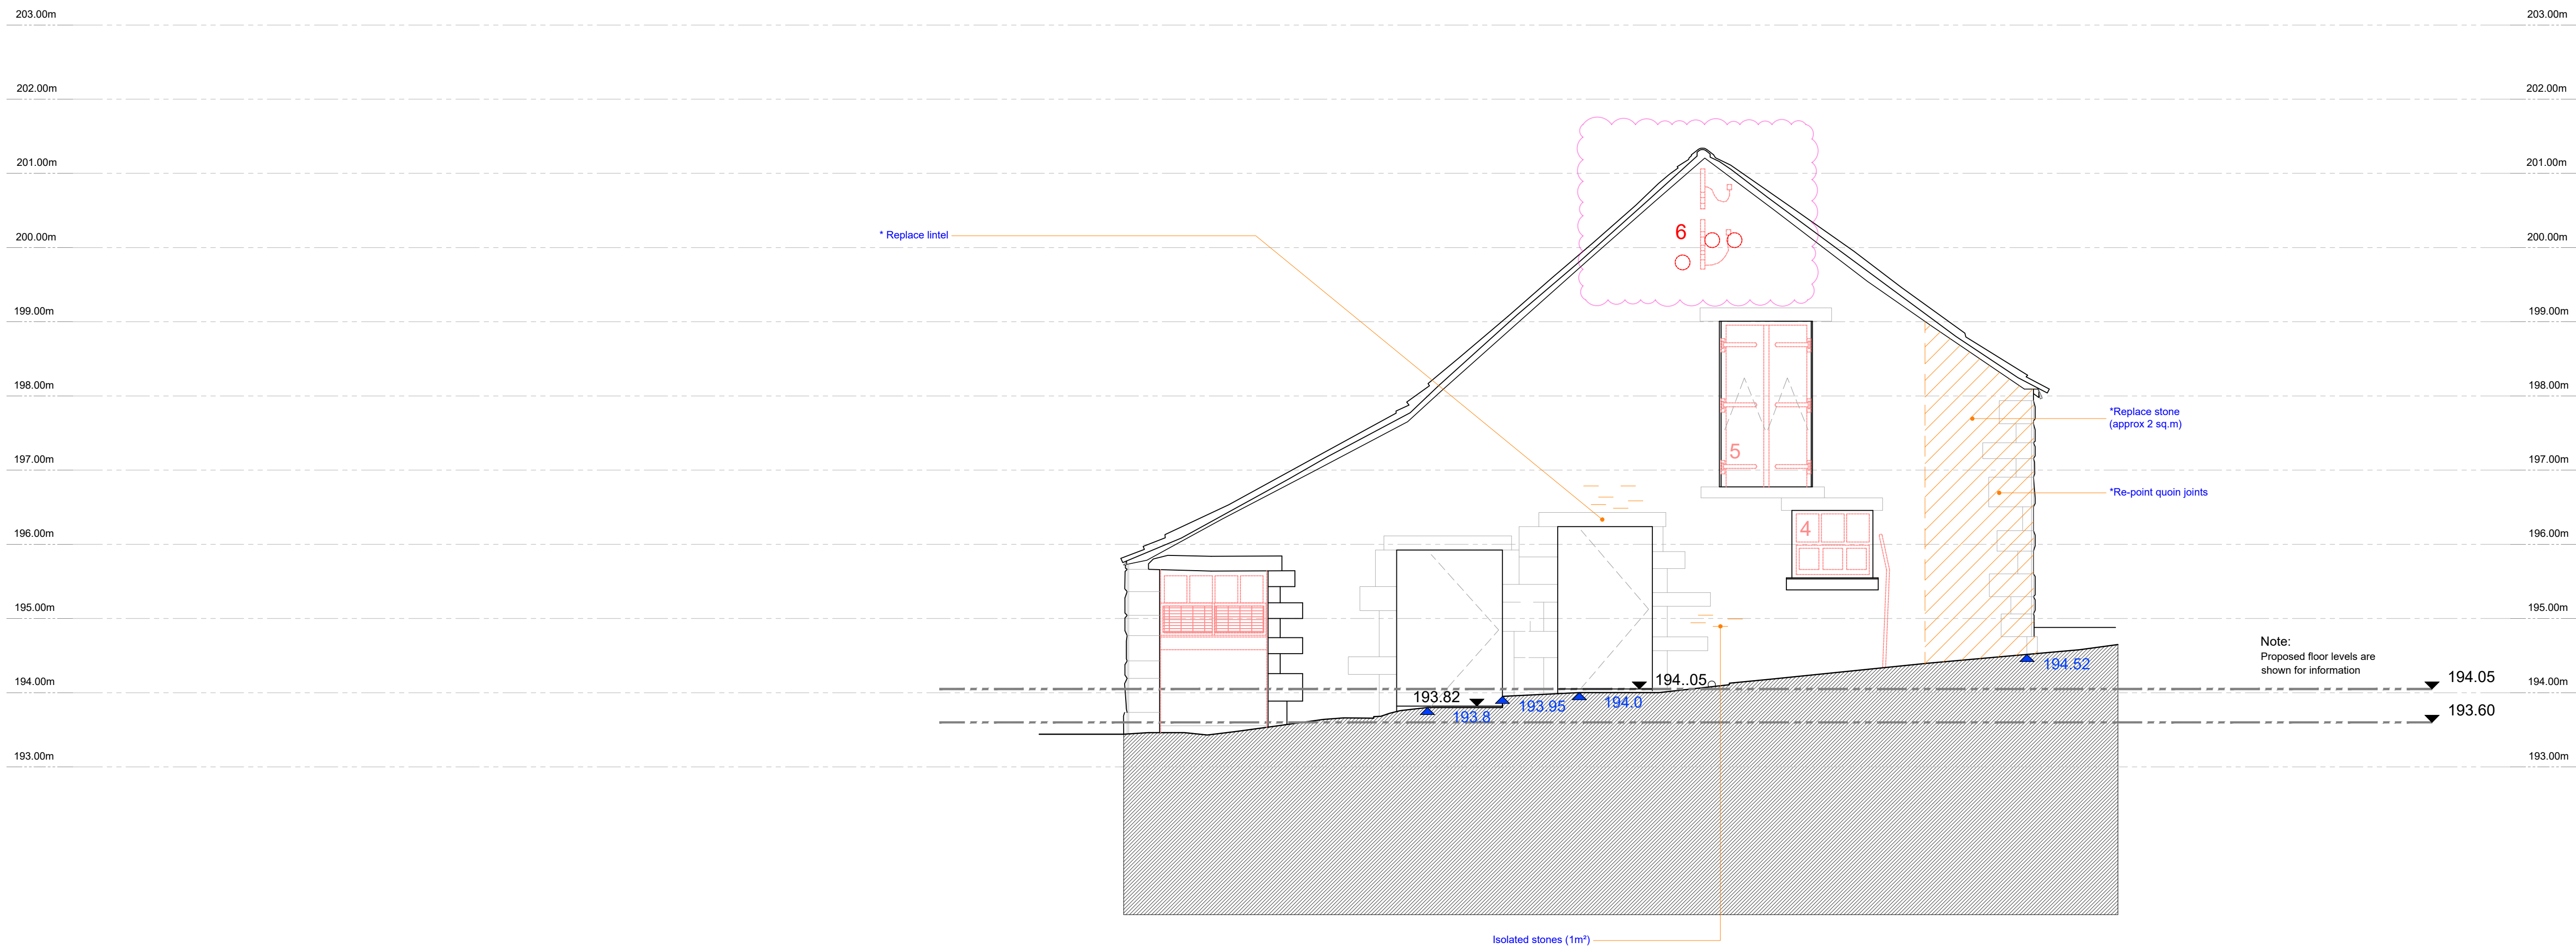 203.00m
203.00m
202.00m
202.00m
201.00m
201.00m
* Replace lintel
6
200.00m
200.00m
199.00m
199.00m
198.00m
198.00m
*Replace stone
(approx 2 sq.m)
5
197.00m
197.00m
*Re-point quoin joints
4
196.00m
196.00m
195.00m
195.00m
Note:
Proposed floor levels are
shown for information
194.52
194.00m
193.82
194..05
194.05
194.00m
193.8
193.95
194.0
193.60
193.00m
193.00m
Isolated stones (1m²)